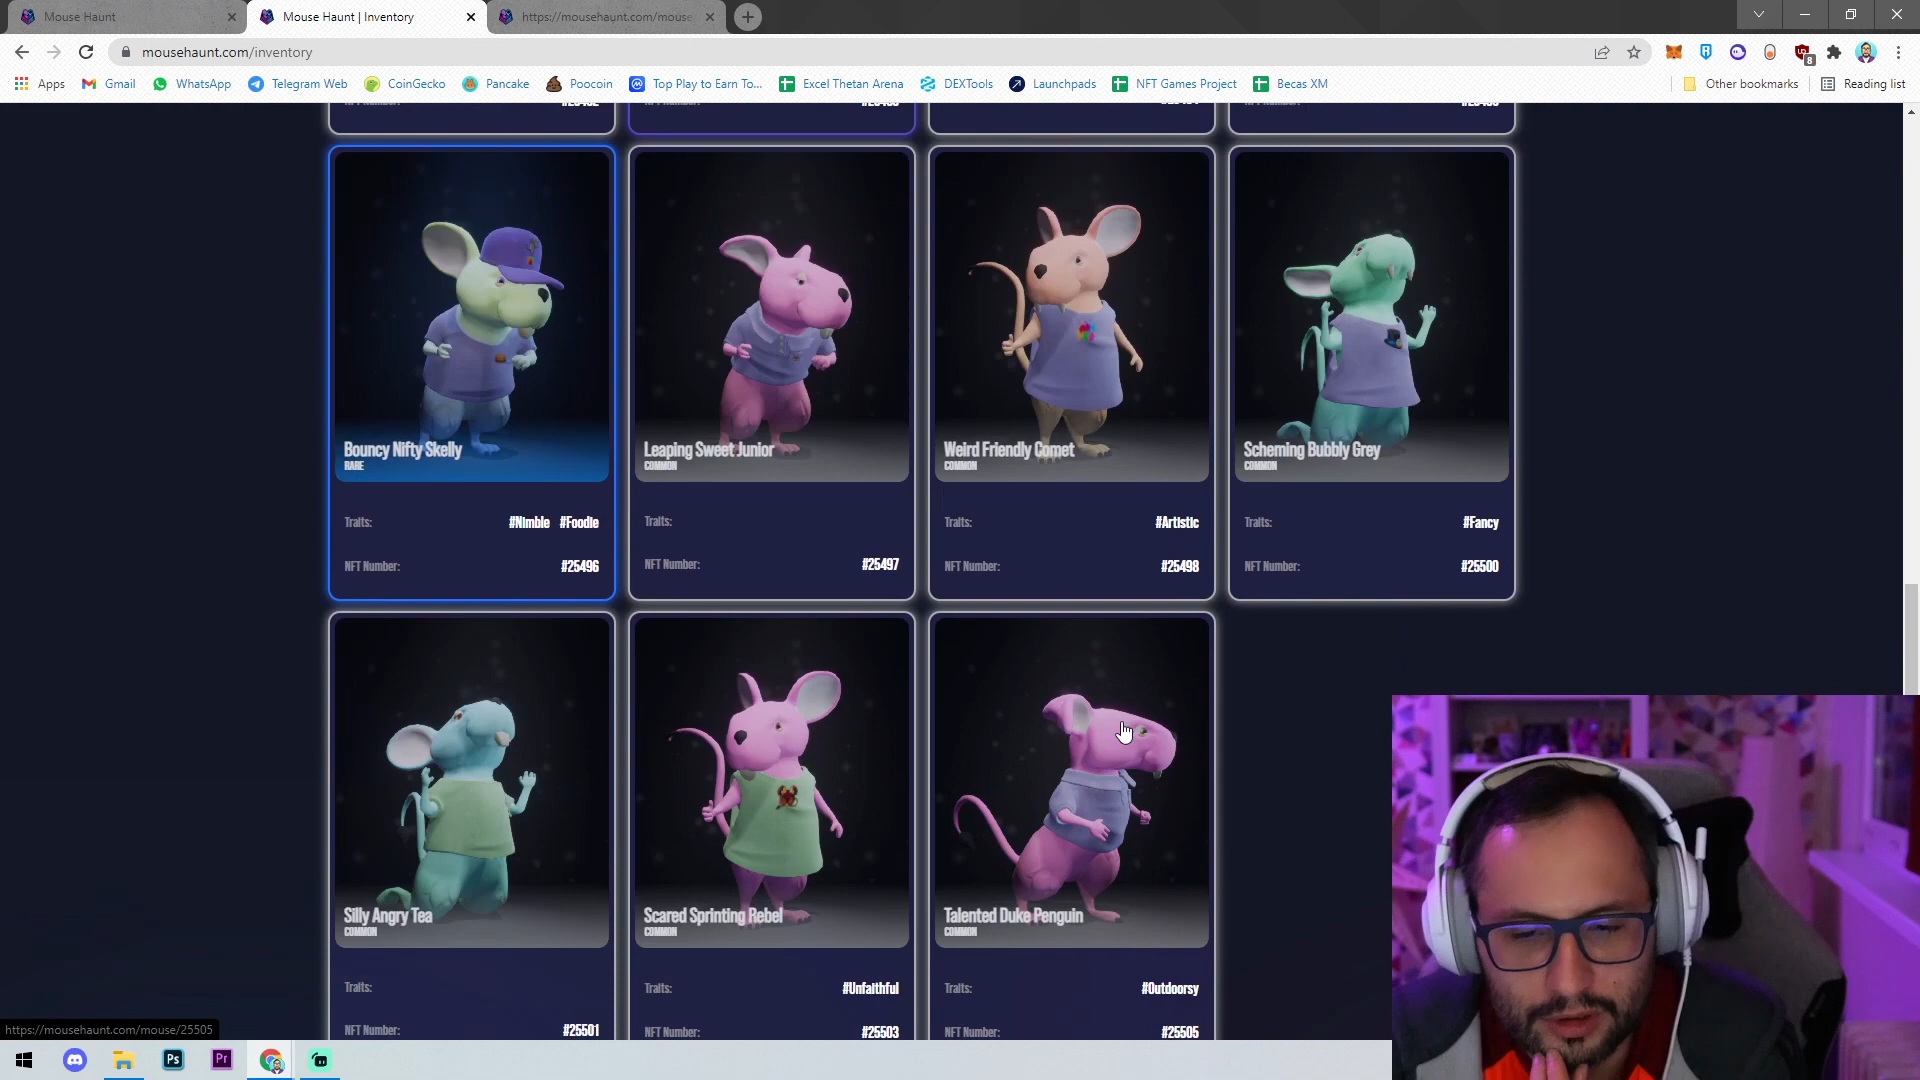 Mouse Haunt
Mouse Haunt | Inventory
https://mousehaunt.com/mouse
mousehaunt.com/inventory
8
Apps
Gmail
WhatsApp
Telegram Web
CoinGecko
Pancake
Poocoin
Top Play to Earn To...
Excel Thetan Arena
DEXTools
Launchpads
NFT Games Project
Becas XM
Other bookmarks
Reading list
Bouncy Nifty Skelly
RARE
Traits: #Nimble #Foodie
NFT Number: #25496
Leaping Sweet Junior
COMMON
Traits:
NFT Number: #25497
Weird Friendly Comet
COMMON
Traits: #Artistic
NFT Number: #25498
Scheming Bubbly Grey
COMMON
Traits: #Fancy
NFT Number: #25500
Silly Angry Tea
COMMON
Traits:
NFT Number: #25501
Scared Sprinting Rebel
COMMON
Traits: #Unfaithful
NFT Number: #25503
Talented Duke Penguin
COMMON
Traits: #Outdoorsy
NFT Number: #25505
https://mousehaunt.com/mouse/25505
Ps
Pr